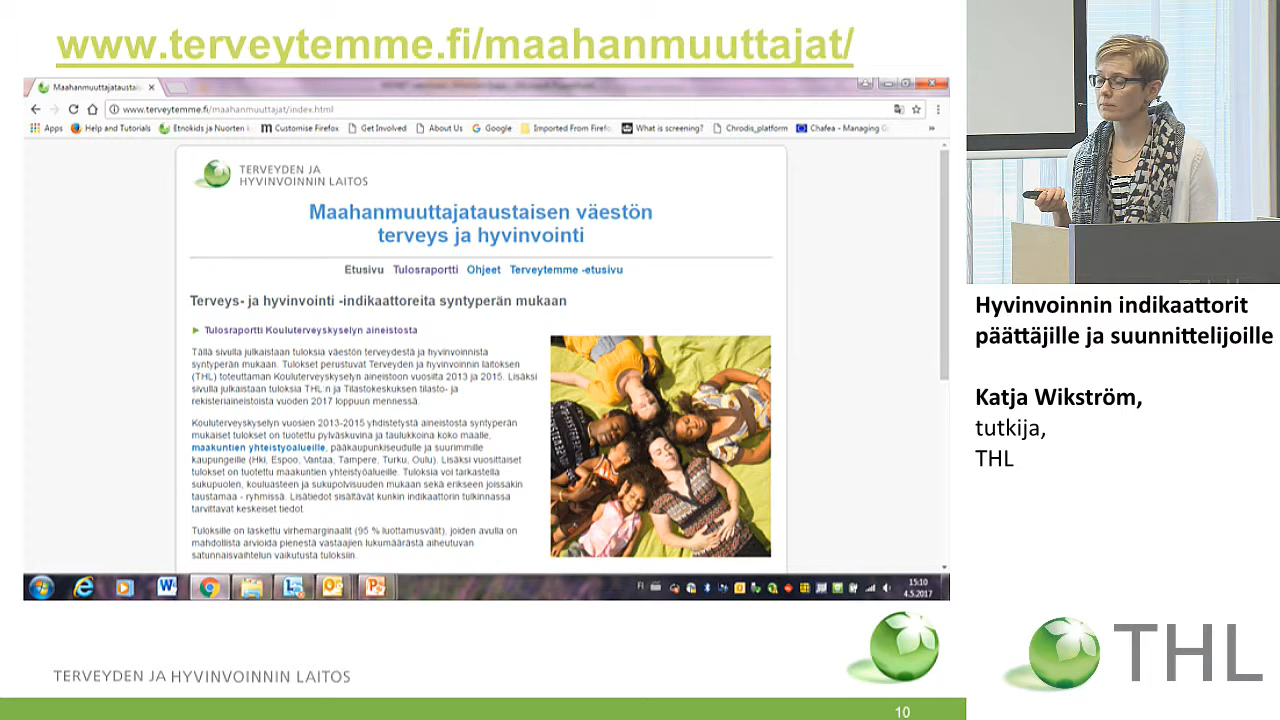 www.terveytemme.fi/maahanmuuttajat/
Maahanmuuttajataustais
www.terveytemme.fi/maahanmuuttajat/index.html
Apps Help and Tutorials Etnokids ja Nuorten Customise Firefox Get Involved About Us Google Imported From Firefo What is screening? Chrodis_platform Chafea - Managing
TERVEYDEN JA
HYVINVOINNIN LAITOS
Maahanmuuttajataustaisen väestön
terveys ja hyvinvointi
Etusivu Tulosraportti Ohjeet Terveytemme -etusivu
Terveys- ja hyvinvointi -indikaattoreita syntyperän mukaan
Tulosraportti Kouluterveyskyselyn aineistosta
Tällä sivulla julkaistaan tuloksia väestön terveydestä ja hyvinvoinnista
syntyperän mukaan. Tulokset perustuvat Terveyden ja hyvinvoinnin laitoksen
(THL) toteuttaman Kouluterveyskyselyn aineistoon vuosilta 2013 ja 2015. Lisäksi
sivulla julkaistaan tuloksia THL:n ja Tilastokeskuksen tilasto- ja
rekisteriaineistoista vuoden 2017 loppuun mennessä.
Kouluterveyskyselyn vuosien 2013-2015 yhdistetystä aineistosta syntyperän
mukaiset tulokset on tuotettu pylväskuvina ja taulukkoina koko maalle,
maakuntien yhteistyöalueille, pääkaupunkiseudulle ja suurimmille
kaupungeille (Hki, Espoo, Vantaa, Tampere, Turku, Oulu). Lisäksi vuosittaiset
tulokset on tuotettu maakuntien yhteistyöalueille. Tuloksia voi tarkastella
sukupuolen, kouluasteen ja sukupolvisuuden mukaan sekä erikseen joissakin
taustamaa - ryhmissä. Lisätiedot sisältävät kunkin indikaattorin tulkinnassa
tarvittavat keskeiset tiedot.
Tuloksille on laskettu virhemarginaalit (95 % luottamusvälit), joiden avulla on
mahdollista arvioida pienestä vastaajien lukumäärästä aiheutuvan
satunnaisvaihtelun vaikutusta tuloksiin.
FI
15:10
4.5.2017
TERVEYDEN JA HYVINVOINNIN LAITOS
10
Hyvinvoinnin indikaattorit
päättäjille ja suunnittelijoille
Katja Wikström,
tutkija,
THL
THL